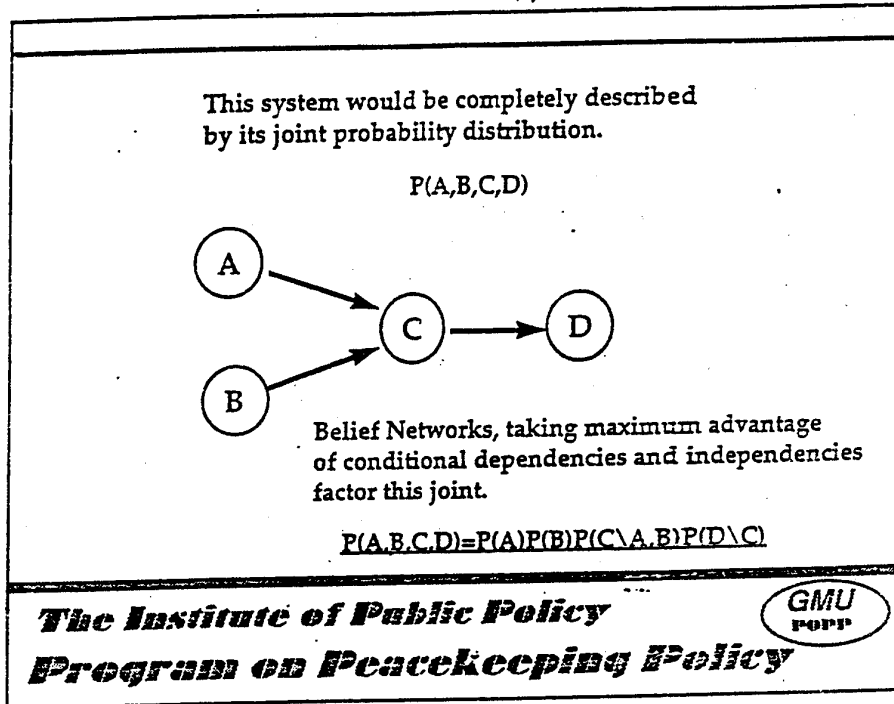 This system would be completely described
by its joint probability distribution.
P(A,B,C,D)
A
C
D
B
Belief Networks, taking maximum advantage
of conditional dependencies and independencies
factor this joint.
P(A,B,C,D)=P(A)P(B)P(C\A,B)P(D\C)
The Institute of Public Policy
GMU
POPP
Program on Peacekeeping Policy